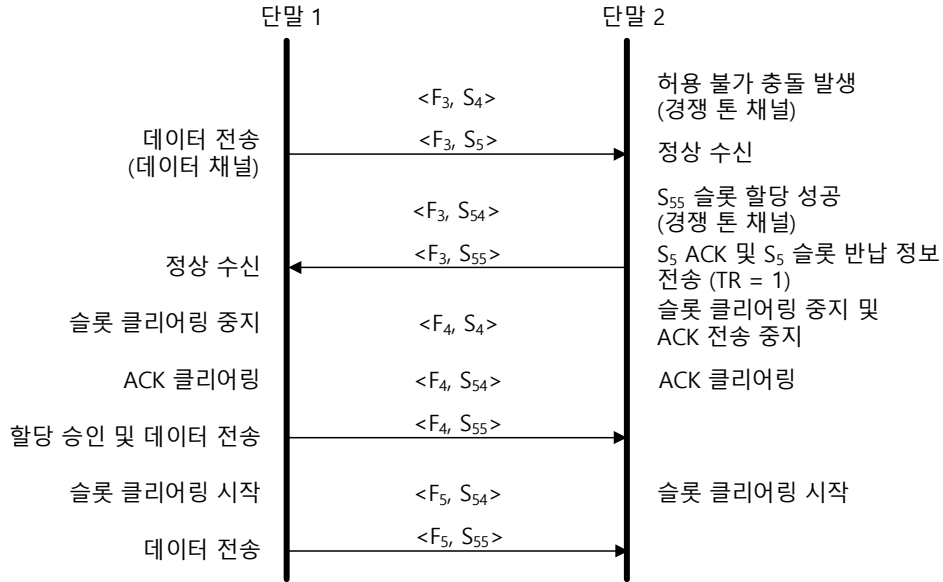 단말 1
단말 2
<F₃, S₄>
허용 불가 충돌 발생
(경쟁 톤 채널)
데이터 전송
(데이터 채널)
<F₃, S₅>
정상 수신
<F₃, S₅₄>
S₅₅ 슬롯 할당 성공
(경쟁 톤 채널)
정상 수신
<F₃, S₅₅>
S₅ ACK 및 S₅ 슬롯 반납 정보
전송 (TR = 1)
슬롯 클리어링 중지
<F₄, S₄>
슬롯 클리어링 중지 및
ACK 전송 중지
ACK 클리어링
<F₄, S₅₄>
ACK 클리어링
할당 승인 및 데이터 전송
<F₄, S₅₅>
슬롯 클리어링 시작
<F₅, S₅₄>
슬롯 클리어링 시작
데이터 전송
<F₅, S₅₅>